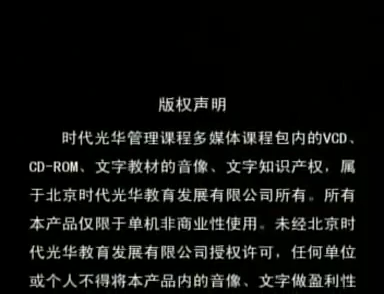 版权声明
时代光华管理课程多媒体课程包内的VCD、
CD-ROM、文字教材的音像、文字知识产权，属
于北京时代光华教育发展有限公司所有。所有
本产品仅限于单机非商业性使用。未经北京时
代光华教育发展有限公司授权许可，任何单位
或个人不得将本产品内的音像、文字做盈利性